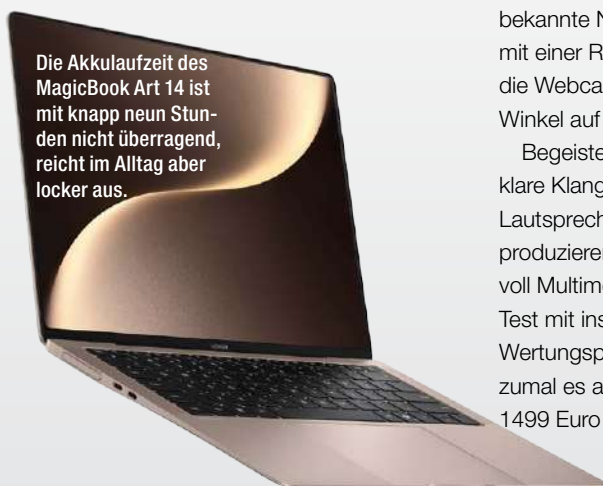 Die Akkulaufzeit des
MagicBook Art 14 ist
mit knapp neun Stun-
den nicht überragend,
reicht im Alltag aber
locker aus.
bekannte N
mit einer R
die Webca
Winkel auf
Begeiste
klare Klang
Lautsprech
produziere
voll Multime
Test mit ins
Wertungsp
zumal es a
1499 Euro